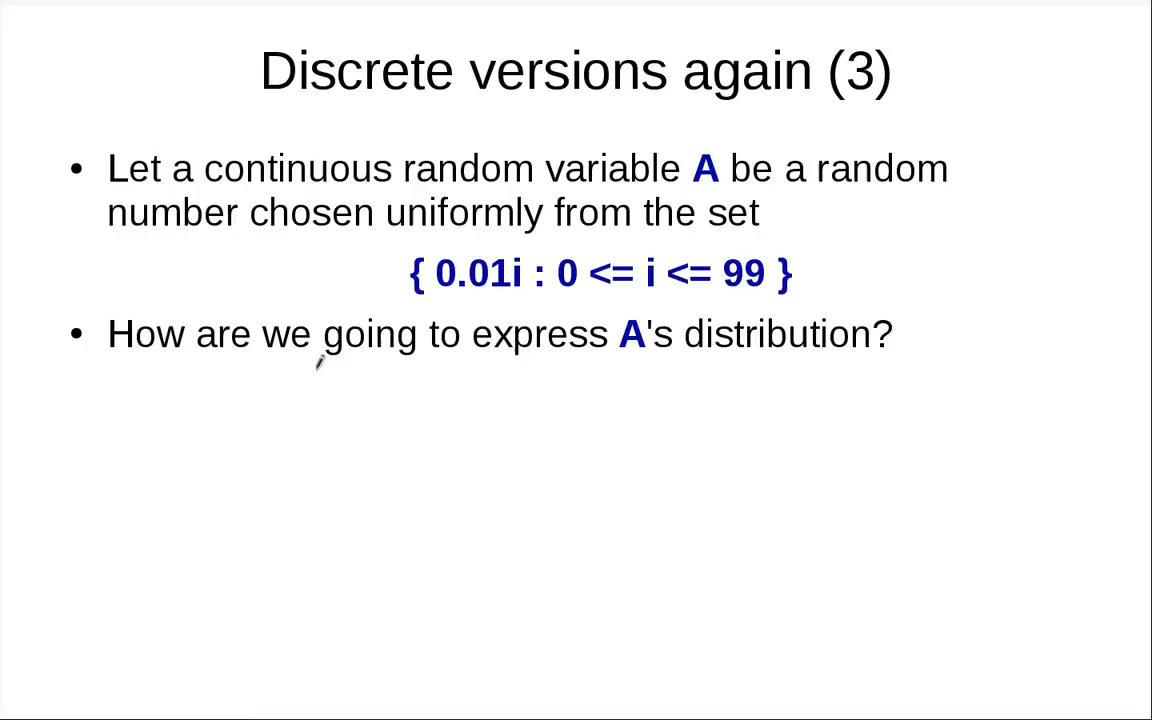 Discrete versions again (3)
• Let a continuous random variable A be a random
number chosen uniformly from the set
{ 0.01i : 0 <= i <= 99 }
• How are we going to express A's distribution?